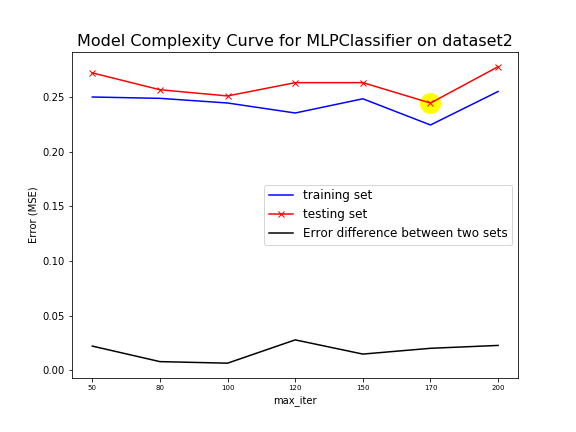 Model Complexity Curve for MLPClassifier on dataset2
Error (MSE)
0.25
0.20
0.15
0.10
0.05
0.00
training set
testing set
Error difference between two sets
50 80 100 120 150 170 200
max_iter